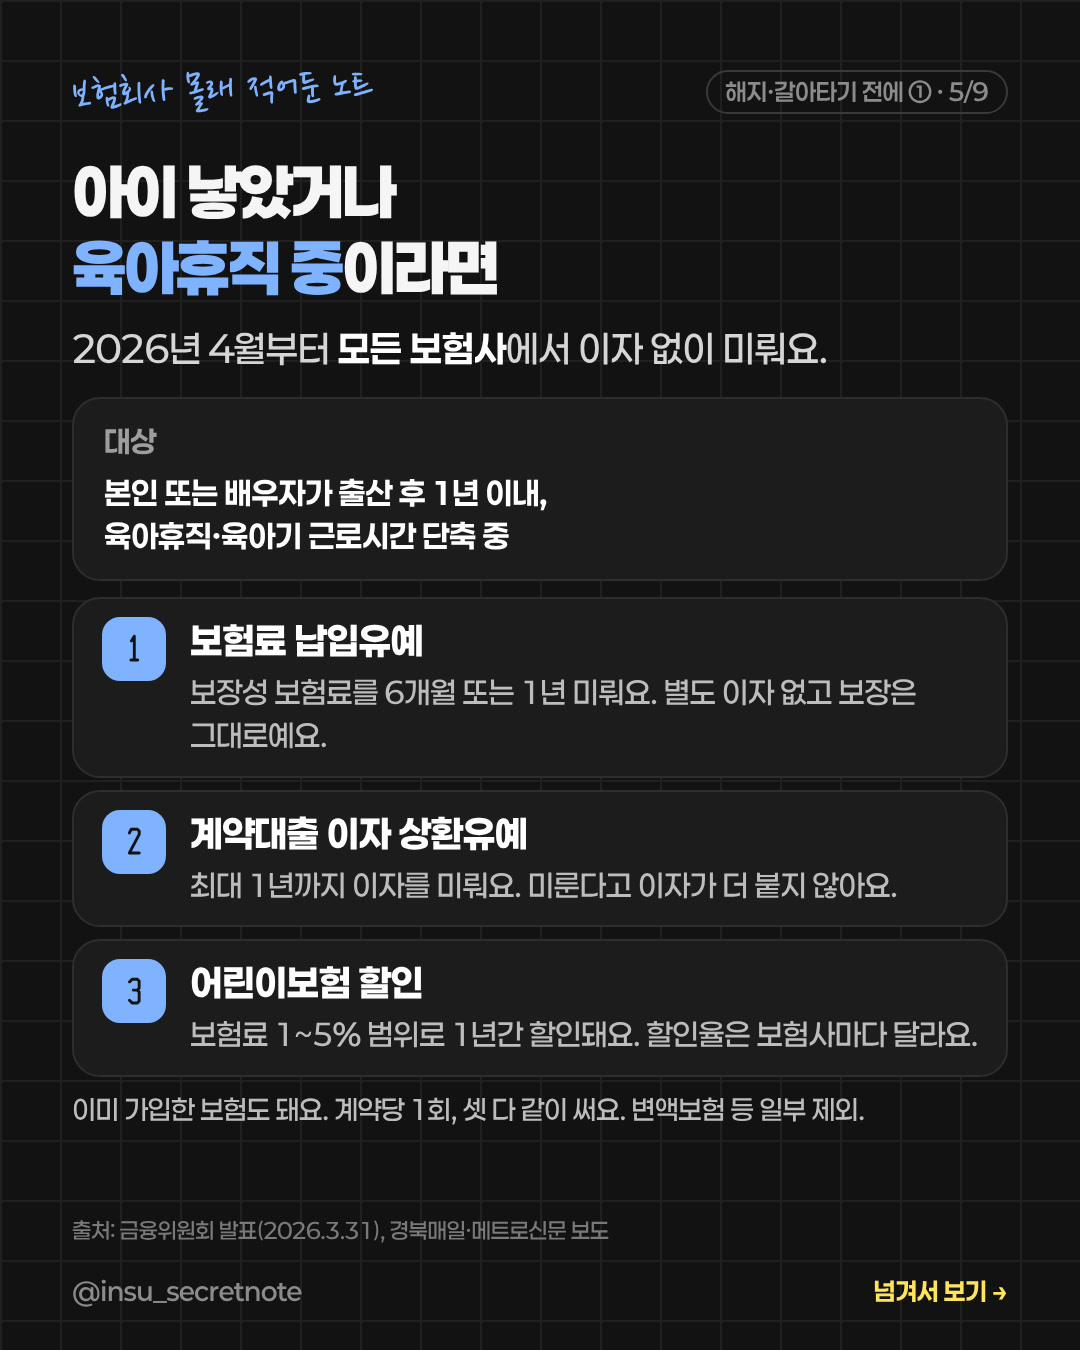 보험회사 몰래 적어둔 노트
해지·갈아타기 전에 ① · 5/9
아이 낳았거나
육아휴직 중이라면
2026년 4월부터 모든 보험사에서 이자 없이 미뤄요.
대상
본인 또는 배우자가 출산 후 1년 이내,
육아휴직·육아기 근로시간 단축 중
1
보험료 납입유예
보장성 보험료를 6개월 또는 1년 미뤄요. 별도 이자 없고 보장은
그대로예요.
2
계약대출 이자 상환유예
최대 1년까지 이자를 미뤄요. 미룬다고 이자가 더 붙지 않아요.
3
어린이보험 할인
보험료 1~5% 범위로 1년간 할인돼요. 할인율은 보험사마다 달라요.
이미 가입한 보험도 돼요. 계약당 1회, 셋 다 같이 써요. 변액보험 등 일부 제외.
출처: 금융위원회 발표(2026.3.31), 경북매일·메트로신문 보도
@insu_secretnote
넘겨서 보기 →